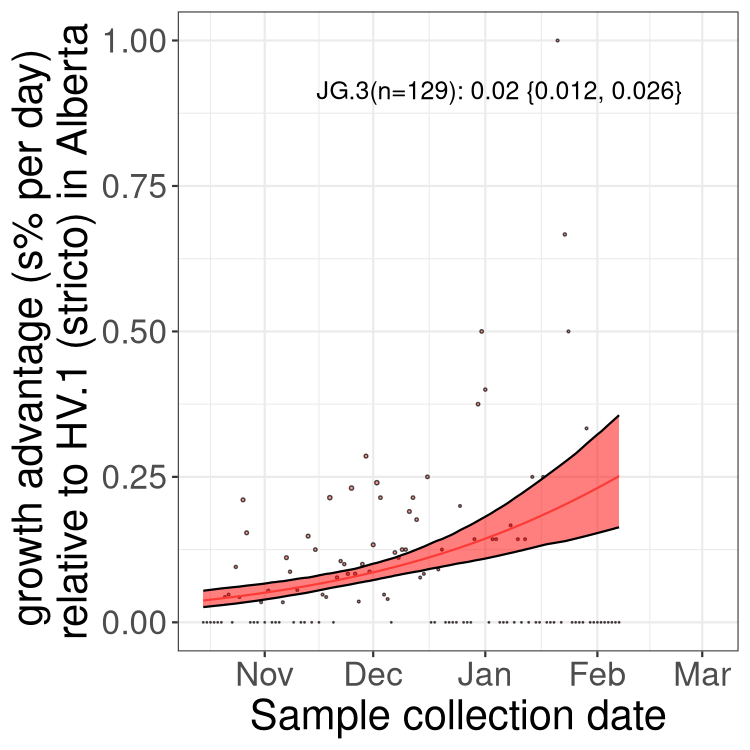 growth advantage (s% per day)
relative to HV.1 (stricto) in Alberta
1.00
0.75
0.50
0.25
0.00
JG.3(n=129): 0.02 {0.012, 0.026}
Nov Dec Jan Feb Mar
Sample collection date